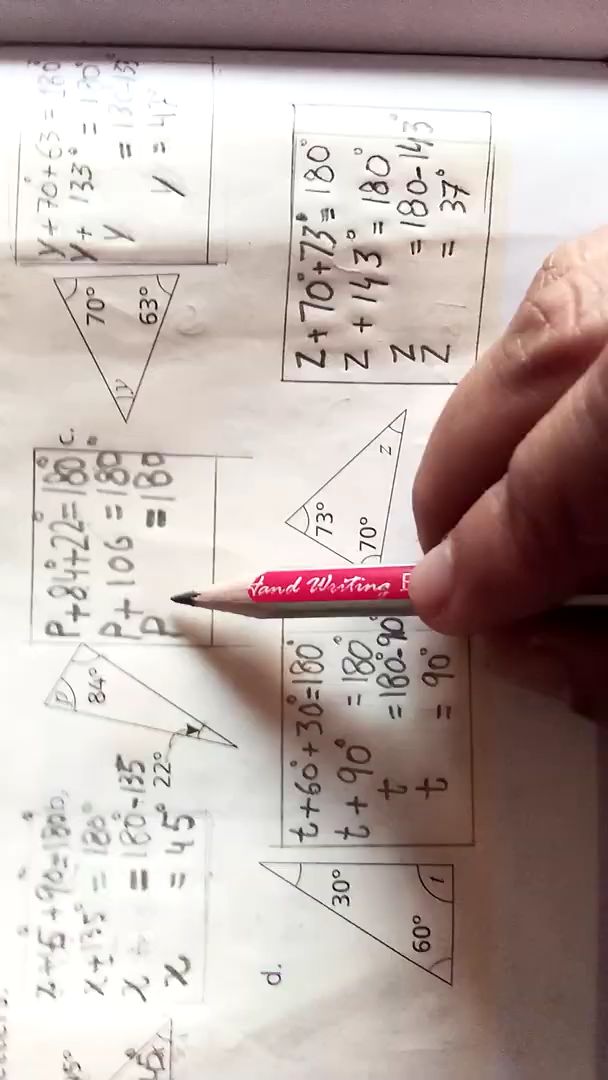 x+45°+90°=180°
x+135° = 180°
x = 180°-135
x = 45°
P
84°
22°
P+84°+22°=180°
P+106°=180
P =180
c.
70°
63°
y
y+70°+63=180°
y+ 133° = 180°
y
y = 47°
d.
30°
60°
t
t+60°+30°=180°
t+90° = 180°
t =180°-90°
t = 90°
73°
70°
z
Z+70°+73°=180°
Z+143°=180°
Z =180-143°
Z = 37°
Hand Writing